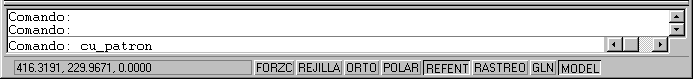 Comando:
Comando:
Comando: cu_patron
416.3191, 229.9671, 0.0000 FORZC REJILLA ORTO POLAR REFENT RASTREO GLN MODEL